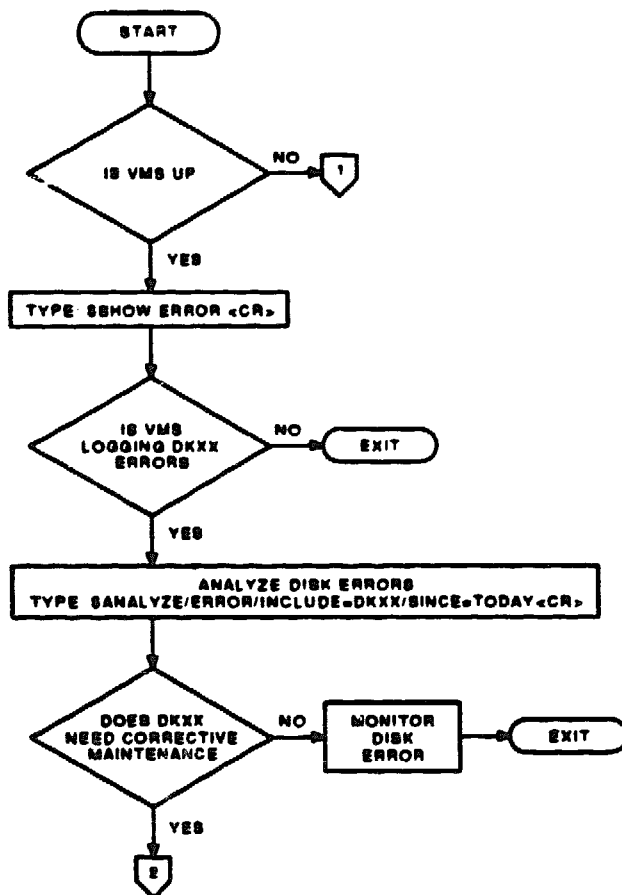 START
IS VMS UP
NO
1
YES
TYPE $SHOW ERROR <CR>
IS VMS
LOGGING DKXX
ERRORS
NO
EXIT
YES
ANALYZE DISK ERRORS
TYPE $ANALYZE/ERROR/INCLUDE=DKXX/SINCE=TODAY<CR>
DOES DKXX
NEED CORRECTIVE
MAINTENANCE
NO
MONITOR
DISK
ERROR
EXIT
YES
2